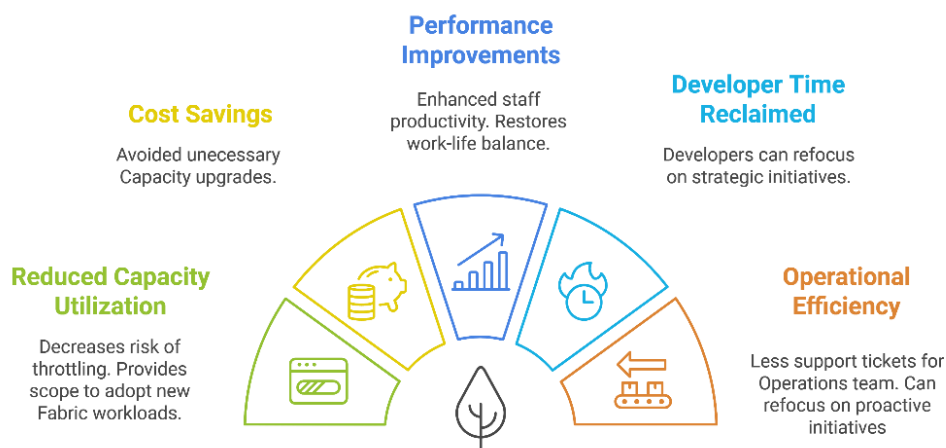 Performance
Improvements
Enhanced staff
productivity. Restores
work-life balance.
Cost Savings
Avoided unecessary
Capacity upgrades.
Developer Time
Reclaimed
Developers can refocus
on strategic initiatives.
Reduced Capacity
Utilization
Decreases risk of
throttling. Provides
scope to adopt new
Fabric workloads.
Operational
Efficiency
Less support tickets for
Operations team. Can
refocus on proactive
initiatives